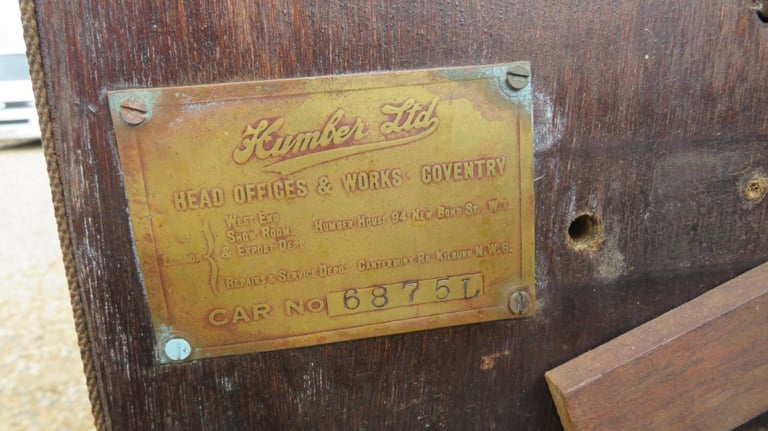 Humber Ltd
HEAD OFFICES & WORKS. COVENTRY
LONDON
WEST END
SHOW ROOMS
& EXPORT DEPT
HUMBER HOUSE 94 NEW BOND ST. W.1.
REPAIRS & SERVICE DEPOT CANTERBURY RD. KILBURN N.W.6.
CAR NO 6875L